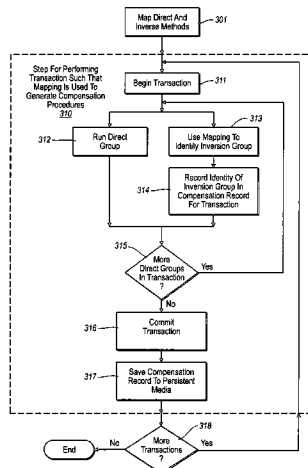 Map Direct And
Inverse Methods
301
Step For Performing
Transaction Such That
Mapping Is Used To
Generate Compensation
Procedures
310
Begin Transaction
311
312
Run Direct
Group
313
Use Mapping To
Identify Inversion Group
314
Record Identity Of
Inversion Group In
Compensation Record
For Transaction
315
More
Direct Groups
In Transaction
?
Yes
No
316
Commit
Transaction
317
Save Compensation
Record To Persistent
Media
318
More
Transactions
?
Yes
No
End